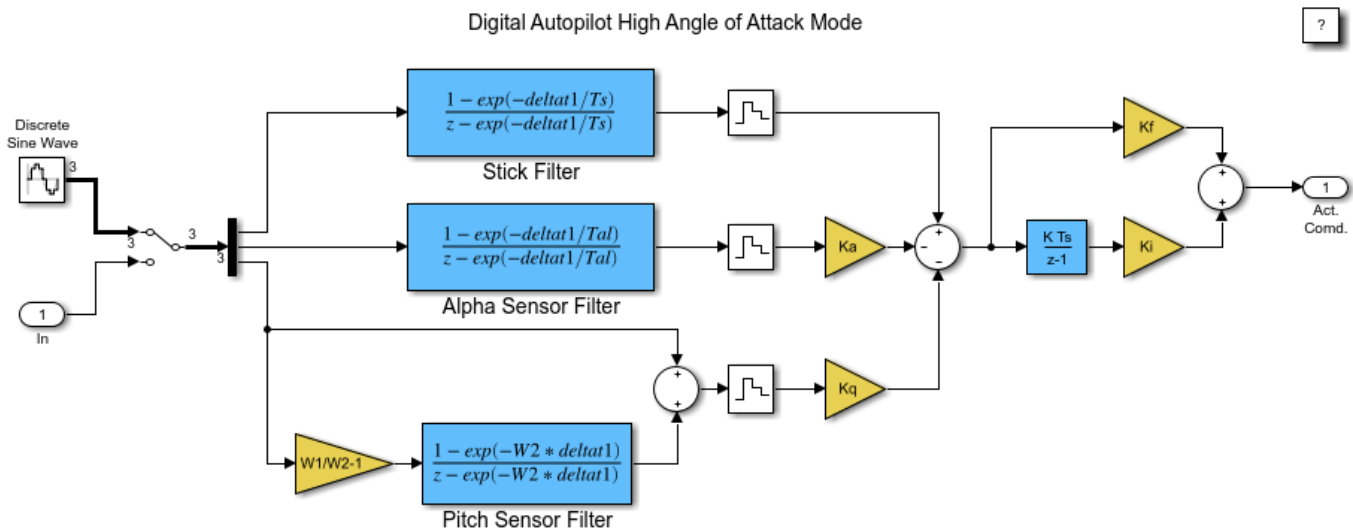 Digital Autopilot High Angle of Attack Mode
?
Discrete
Sine Wave
3
3
3
3
1
In
1 − exp(−deltat1/Ts)
z − exp(−deltat1/Ts)
Stick Filter
1 − exp(−deltat1/Tal)
z − exp(−deltat1/Tal)
Alpha Sensor Filter
W1/W2-1
1 − exp(−W2 * deltat1)
z − exp(−W2 * deltat1)
Pitch Sensor Filter
+
+
Ka
Kq
+
−
−
K Ts
z-1
Kf
Ki
+
+
1
Act.
Comd.